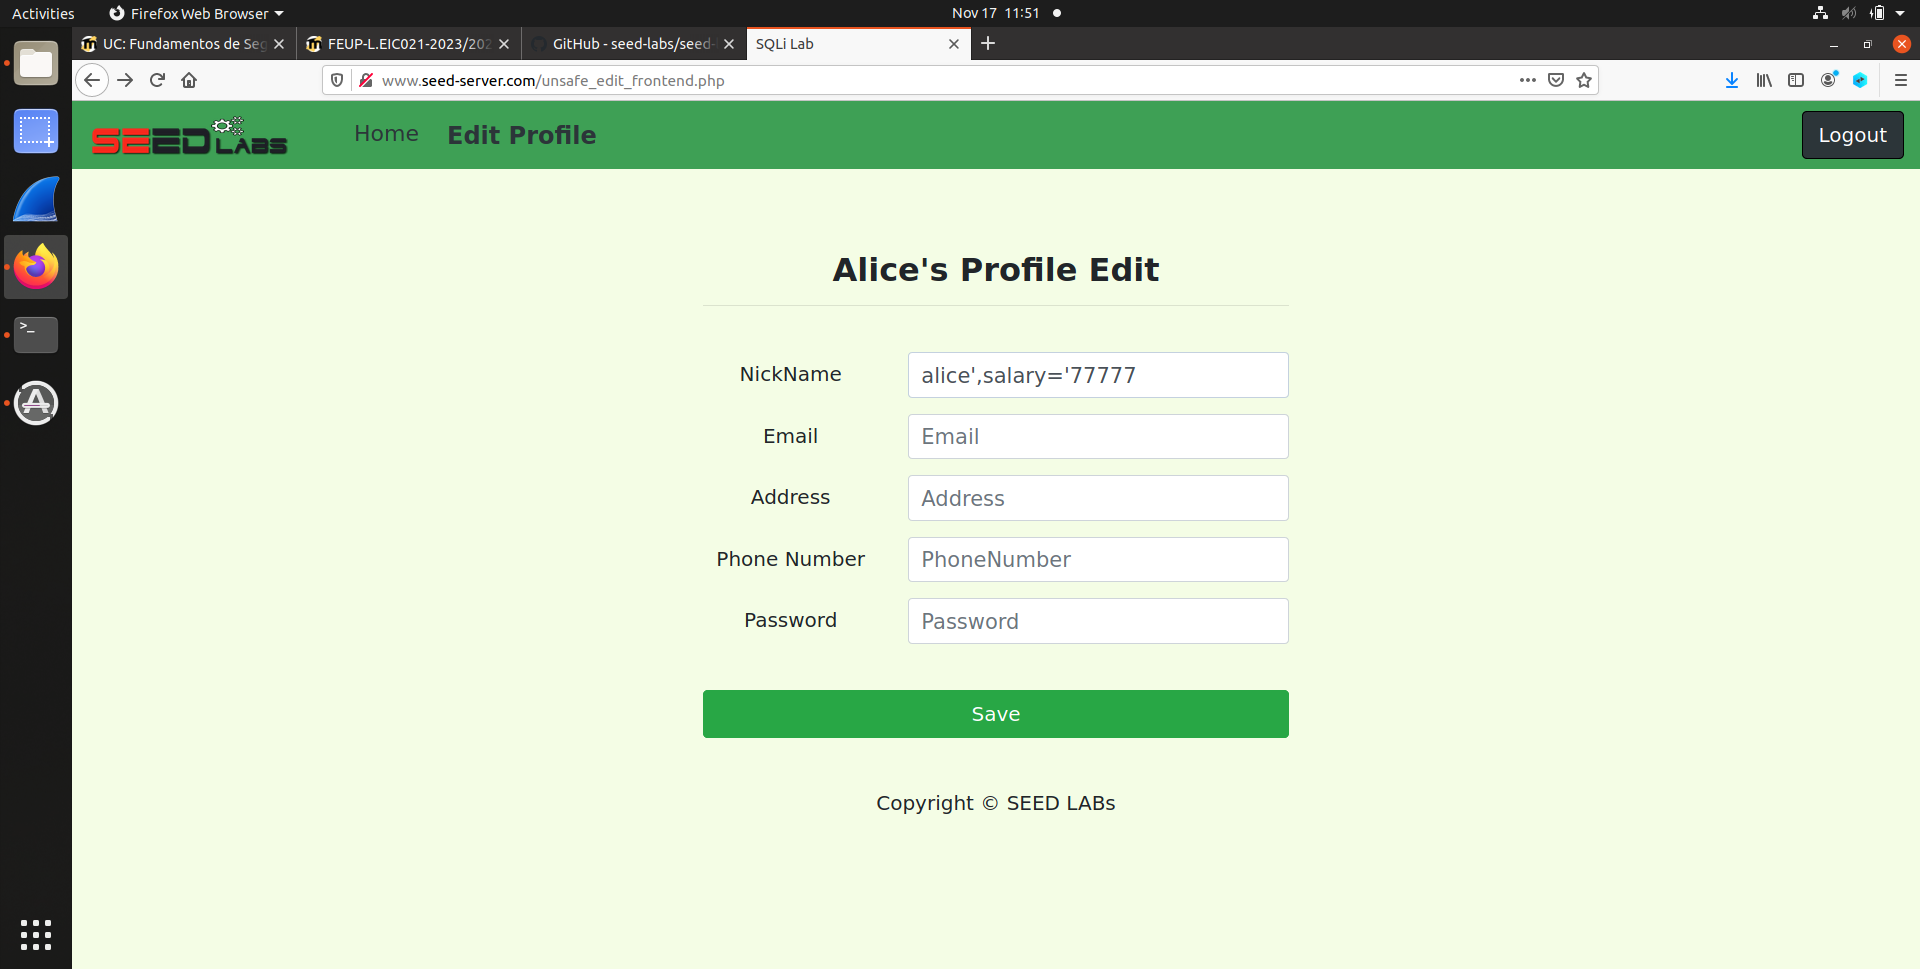 Activities Firefox Web Browser Nov 17 11:51
UC: Fundamentos de Seg FEUP-L.EIC021-2023/202 GitHub - seed-labs/seed- SQLi Lab
www.seed-server.com/unsafe_edit_frontend.php
SEED LABS Home Edit Profile Logout
Alice's Profile Edit
NickName alice',salary='77777
Email Email
Address Address
Phone Number PhoneNumber
Password Password
Save
Copyright © SEED LABs